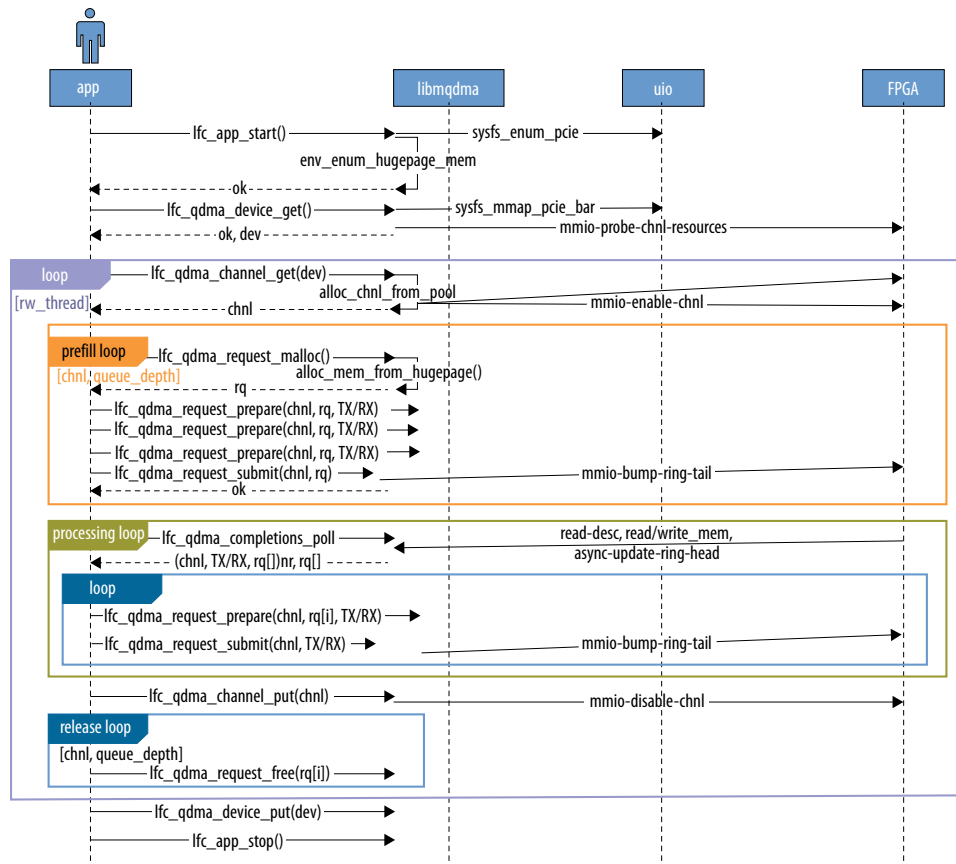 app
libmqdma
uio
FPGA
lfc_app_start()
sysfs_enum_pcie
env_enum_hugepage_mem
ok
lfc_qdma_device_get()
sysfs_mmap_pcie_bar
ok, dev
mmio-probe-chnl-resources
loop
lfc_qdma_channel_get(dev)
[rw_thread]
alloc_chnl_from_pool
chnl
mmio-enable-chnl
prefill loop
lfc_qdma_request_malloc()
[chnl, queue_depth]
alloc_mem_from_hugepage()
rq
lfc_qdma_request_prepare(chnl, rq, TX/RX)
lfc_qdma_request_prepare(chnl, rq, TX/RX)
lfc_qdma_request_prepare(chnl, rq, TX/RX)
lfc_qdma_request_submit(chnl, rq)
mmio-bump-ring-tail
ok
processing loop
lfc_qdma_completions_poll
read-desc, read/write_mem,
async-update-ring-head
(chnl, TX/RX, rq[])nr, rq[]
loop
lfc_qdma_request_prepare(chnl, rq[i], TX/RX)
lfc_qdma_request_submit(chnl, TX/RX)
mmio-bump-ring-tail
lfc_qdma_channel_put(chnl)
mmio-disable-chnl
release loop
[chnl, queue_depth]
lfc_qdma_request_free(rq[i])
lfc_qdma_device_put(dev)
lfc_app_stop()